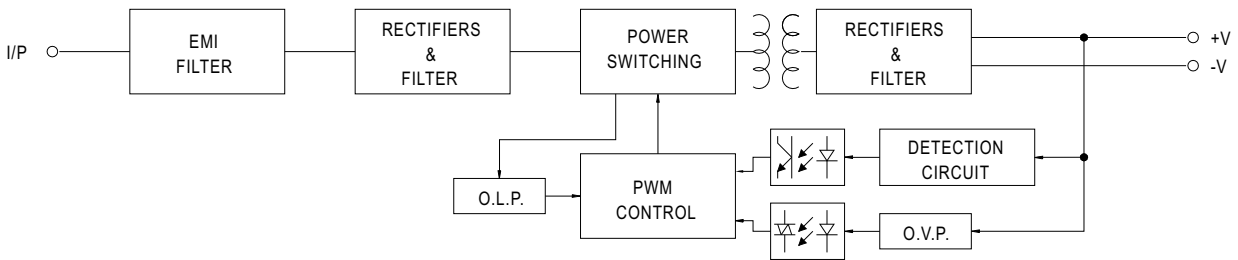 I/P
EMI
FILTER
RECTIFIERS
&
FILTER
POWER
SWITCHING
RECTIFIERS
&
FILTER
+V
-V
O.L.P.
PWM
CONTROL
DETECTION
CIRCUIT
O.V.P.